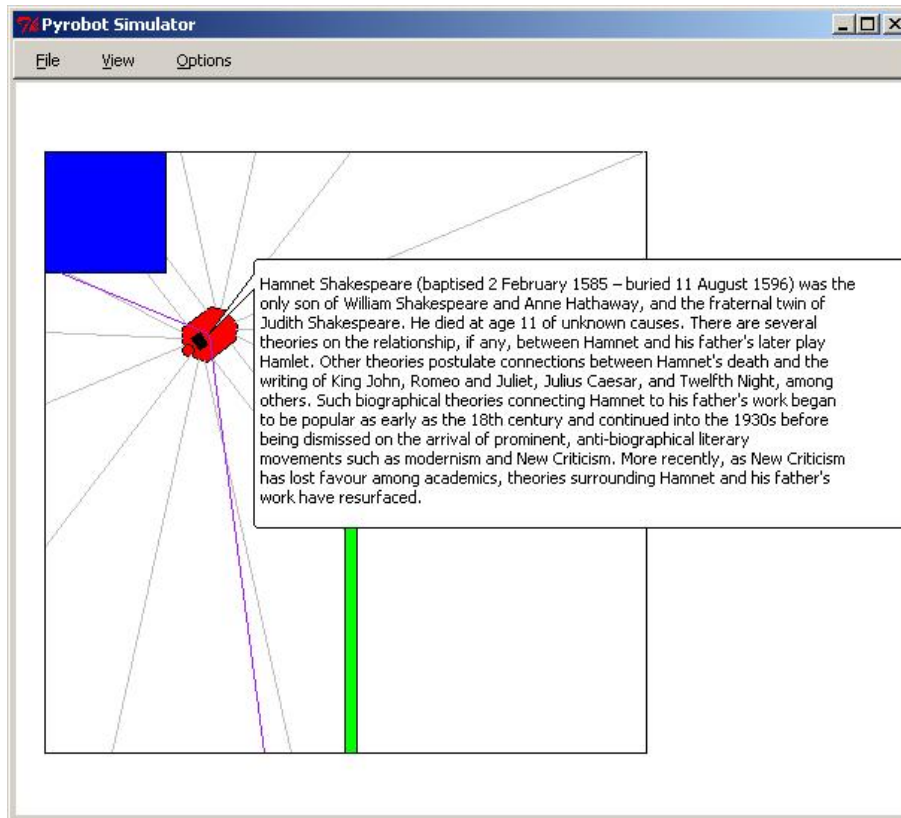 Pyrobot Simulator
File View Options
Hamnet Shakespeare (baptised 2 February 1585 – buried 11 August 1596) was the
only son of William Shakespeare and Anne Hathaway, and the fraternal twin of
Judith Shakespeare. He died at age 11 of unknown causes. There are several
theories on the relationship, if any, between Hamnet and his father's later play
Hamlet. Other theories postulate connections between Hamnet's death and the
writing of King John, Romeo and Juliet, Julius Caesar, and Twelfth Night, among
others. Such biographical theories connecting Hamnet to his father's work began
to be popular as early as the 18th century and continued into the 1930s before
being dismissed on the arrival of prominent, anti-biographical literary
movements such as modernism and New Criticism. More recently, as New Criticism
has lost favour among academics, theories surrounding Hamnet and his father's
work have resurfaced.